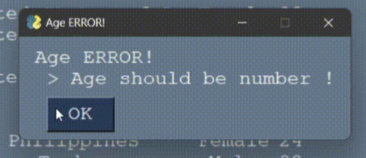 Age ERROR!
Age ERROR!
> Age should be number !
OK
Philippines Female 24